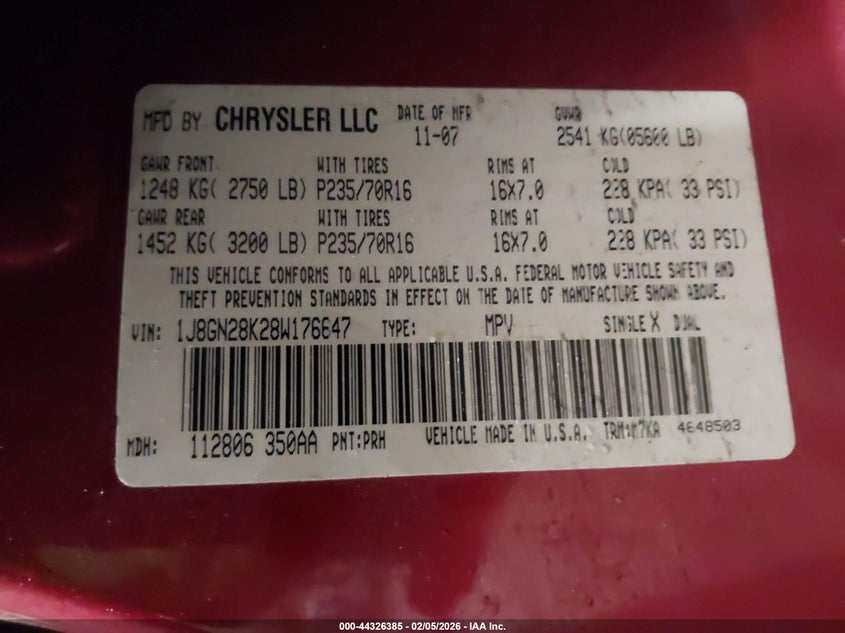 MFD BY CHRYSLER LLC DATE OF MFR GVWR
11-07 2541 KG(05600 LB)
GAWR FRONT WITH TIRES RIMS AT COLD
1248 KG( 2750 LB) P235/70R16 16X7.0 228 KPA( 33 PSI)
GAWR REAR WITH TIRES RIMS AT COLD
1452 KG( 3200 LB) P235/70R16 16X7.0 228 KPA( 33 PSI)
THIS VEHICLE CONFORMS TO ALL APPLICABLE U.S.A. FEDERAL MOTOR VEHICLE SAFETY AND
THEFT PREVENTION STANDARDS IN EFFECT ON THE DATE OF MANUFACTURE SHOWN ABOVE.
VIN: 1J8GN28K28W176647 TYPE: MPV SINGLE X DUAL
MDH: 112806 350AA PNT:PRH VEHICLE MADE IN U.S.A. TRM:M7KA 4648503
000-44326385 - 02/05/2026 - IAA Inc.